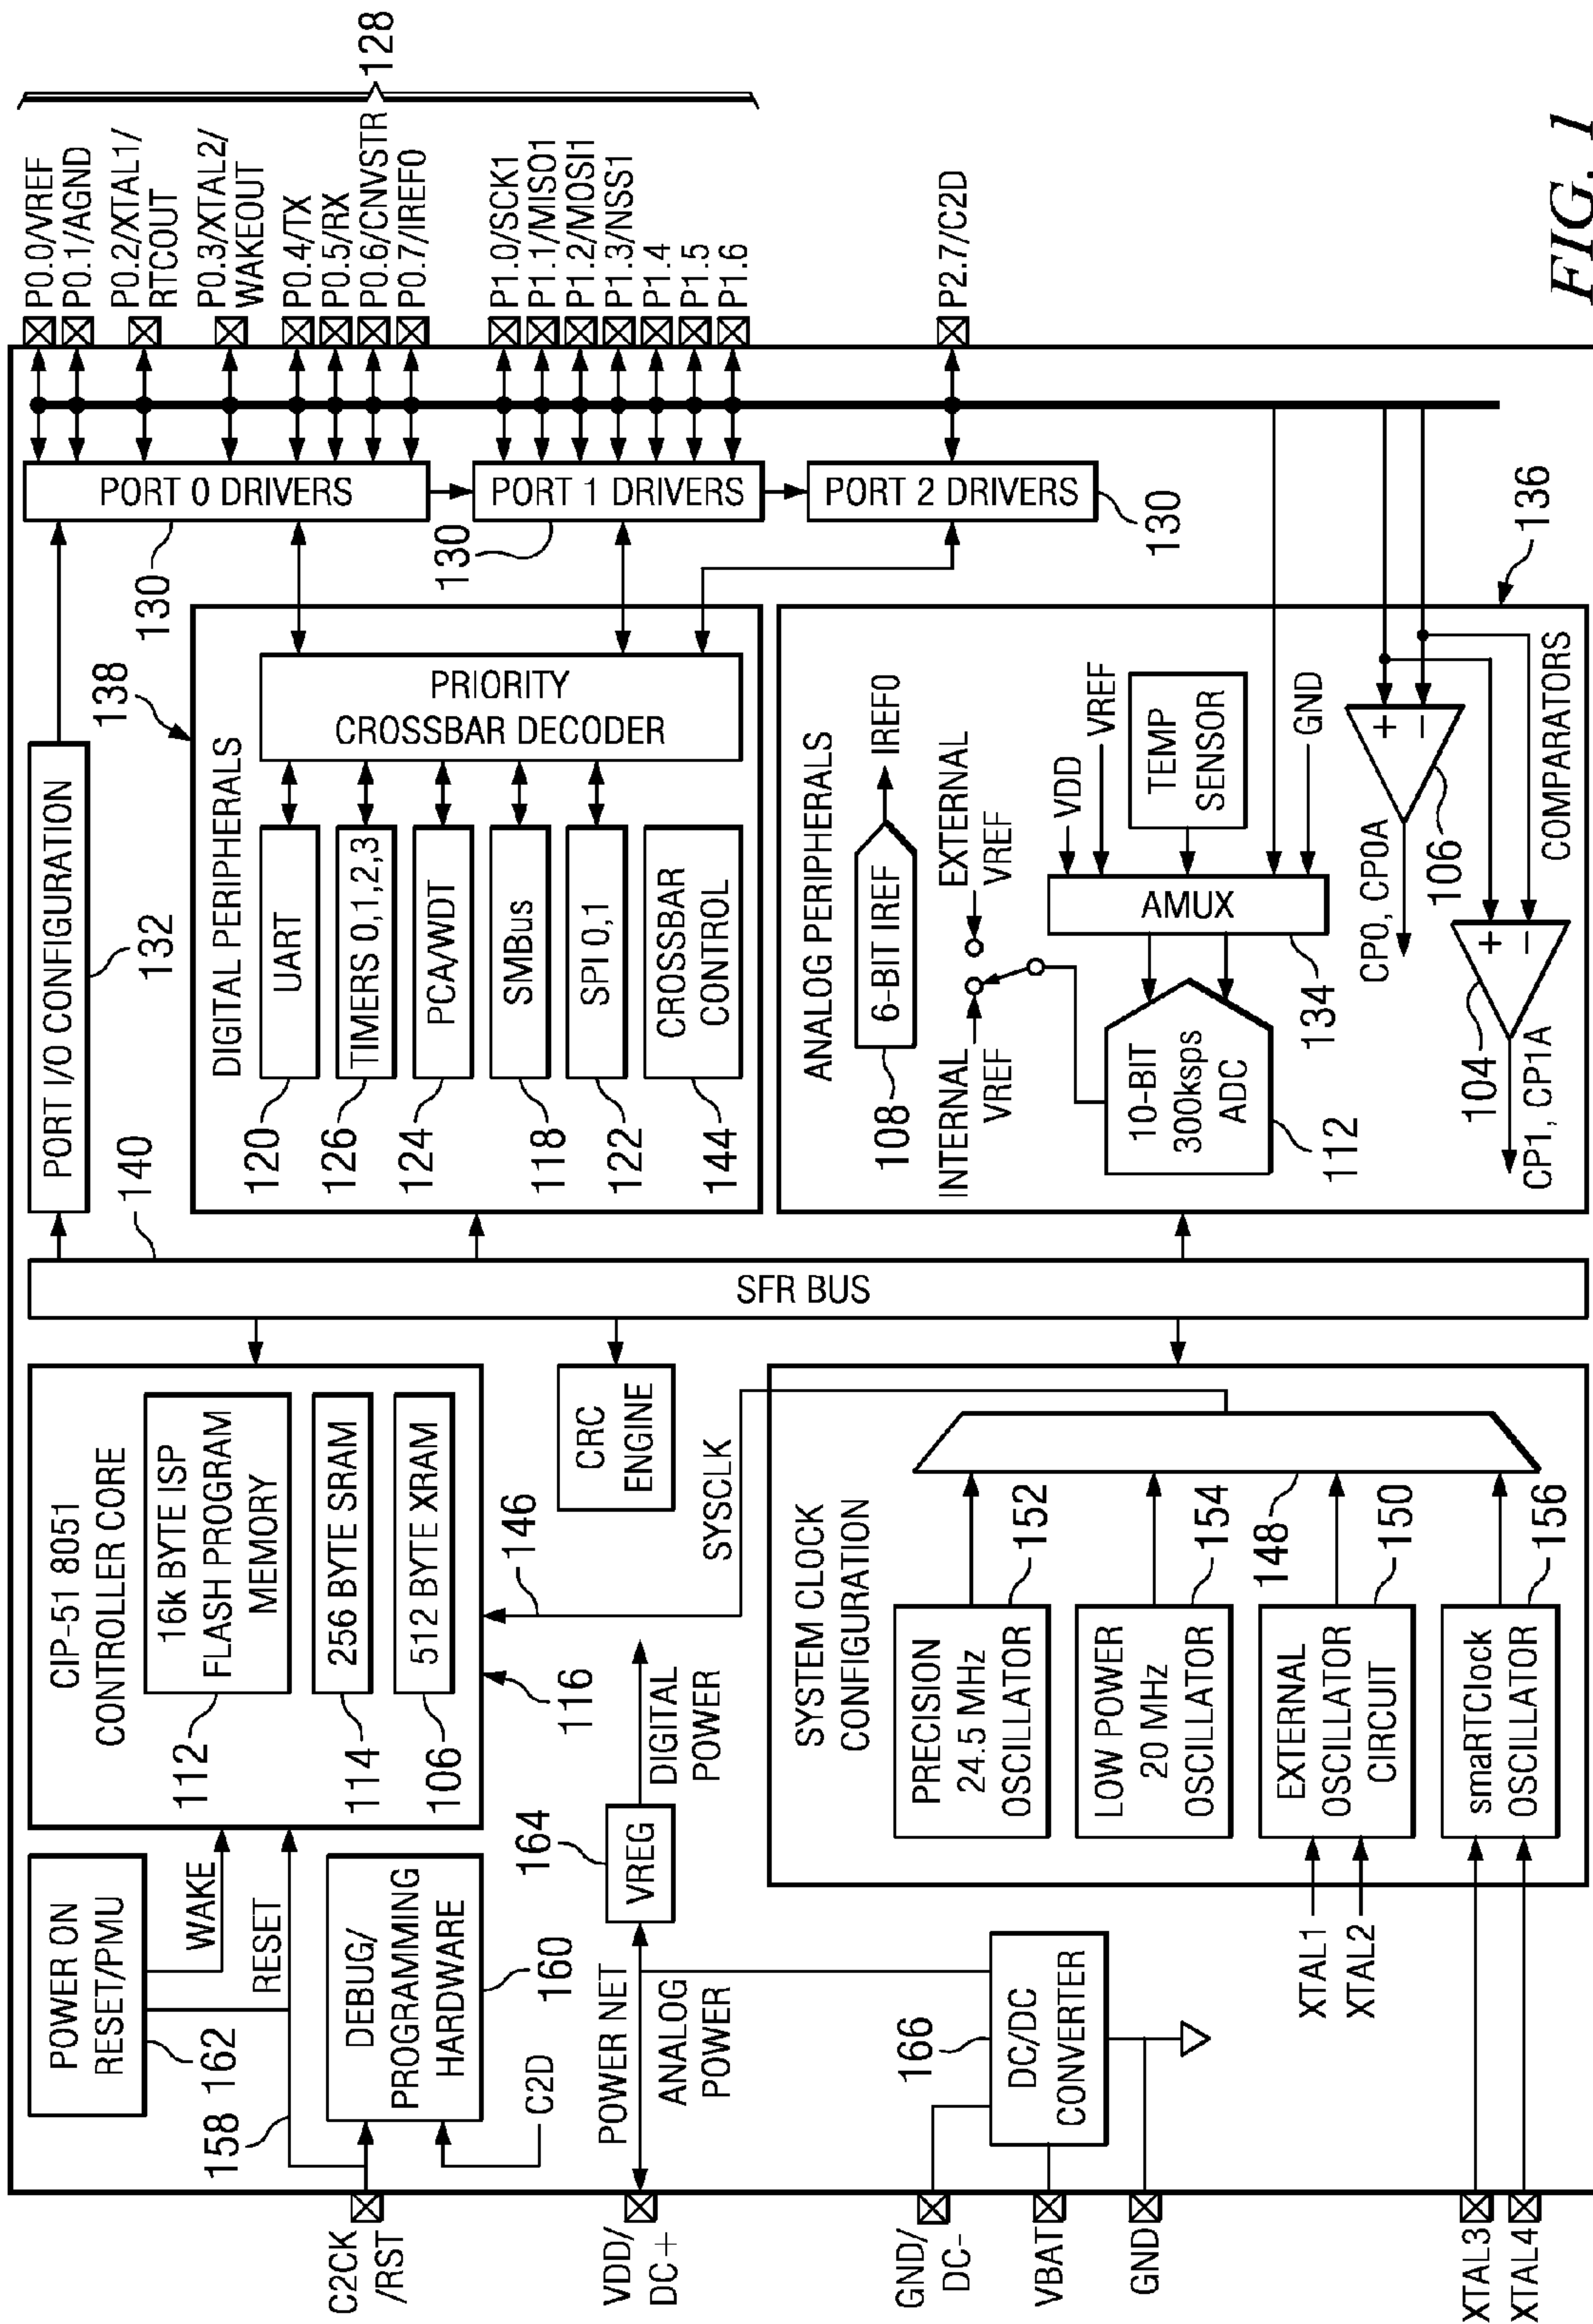 POWER ON
RESET/PMU
162
WAKE
RESET
158
C2CK
/RST
DEBUG/
PROGRAMMING
HARDWARE
160
C2D
CIP-51 8051
CONTROLLER CORE
16k BYTE ISP
FLASH PROGRAM
MEMORY
112
256 BYTE SRAM
114
512 BYTE XRAM
106
116
146
CRC
ENGINE
SYSCLK
VDD/
DC+
POWER NET
ANALOG
POWER
VREG
164
DIGITAL
POWER
GND/
DC-
VBAT
GND
166
DC/DC
CONVERTER
XTAL1
XTAL2
XTAL3
XTAL4
SYSTEM CLOCK
CONFIGURATION
PRECISION
24.5 MHz
OSCILLATOR
152
LOW POWER
20 MHz
OSCILLATOR
154
148
EXTERNAL
OSCILLATOR
CIRCUIT
150
smaRTClock
OSCILLATOR
156
SFR BUS
140
PORT I/O CONFIGURATION
132
138
DIGITAL PERIPHERALS
UART
120
TIMERS 0,1,2,3
126
PCA/WDT
124
SMBus
118
SPI 0,1
122
CROSSBAR
CONTROL
144
PRIORITY
CROSSBAR DECODER
PORT 0 DRIVERS
130
PORT 1 DRIVERS
130
PORT 2 DRIVERS
130
P0.0/VREF
P0.1/AGND
P0.2/XTAL1/
RTCOUT
P0.3/XTAL2/
WAKEOUT
P0.4/TX
P0.5/RX
P0.6/CNVSTR
P0.7/IREF0
P1.0/SCK1
P1.1/MISO1
P1.2/MOSI1
P1.3/NSS1
P1.4
P1.5
P1.6
128
P2.7/C2D
ANALOG PERIPHERALS
6-BIT IREF
IREF0
108
INTERNAL
VREF
EXTERNAL
VREF
VDD
VREF
TEMP
SENSOR
GND
AMUX
134
10-BIT
300ksps
ADC
112
+
−
106
CP0, CP0A
+
−
104
CP1, CP1A
COMPARATORS
136
FIG. 1